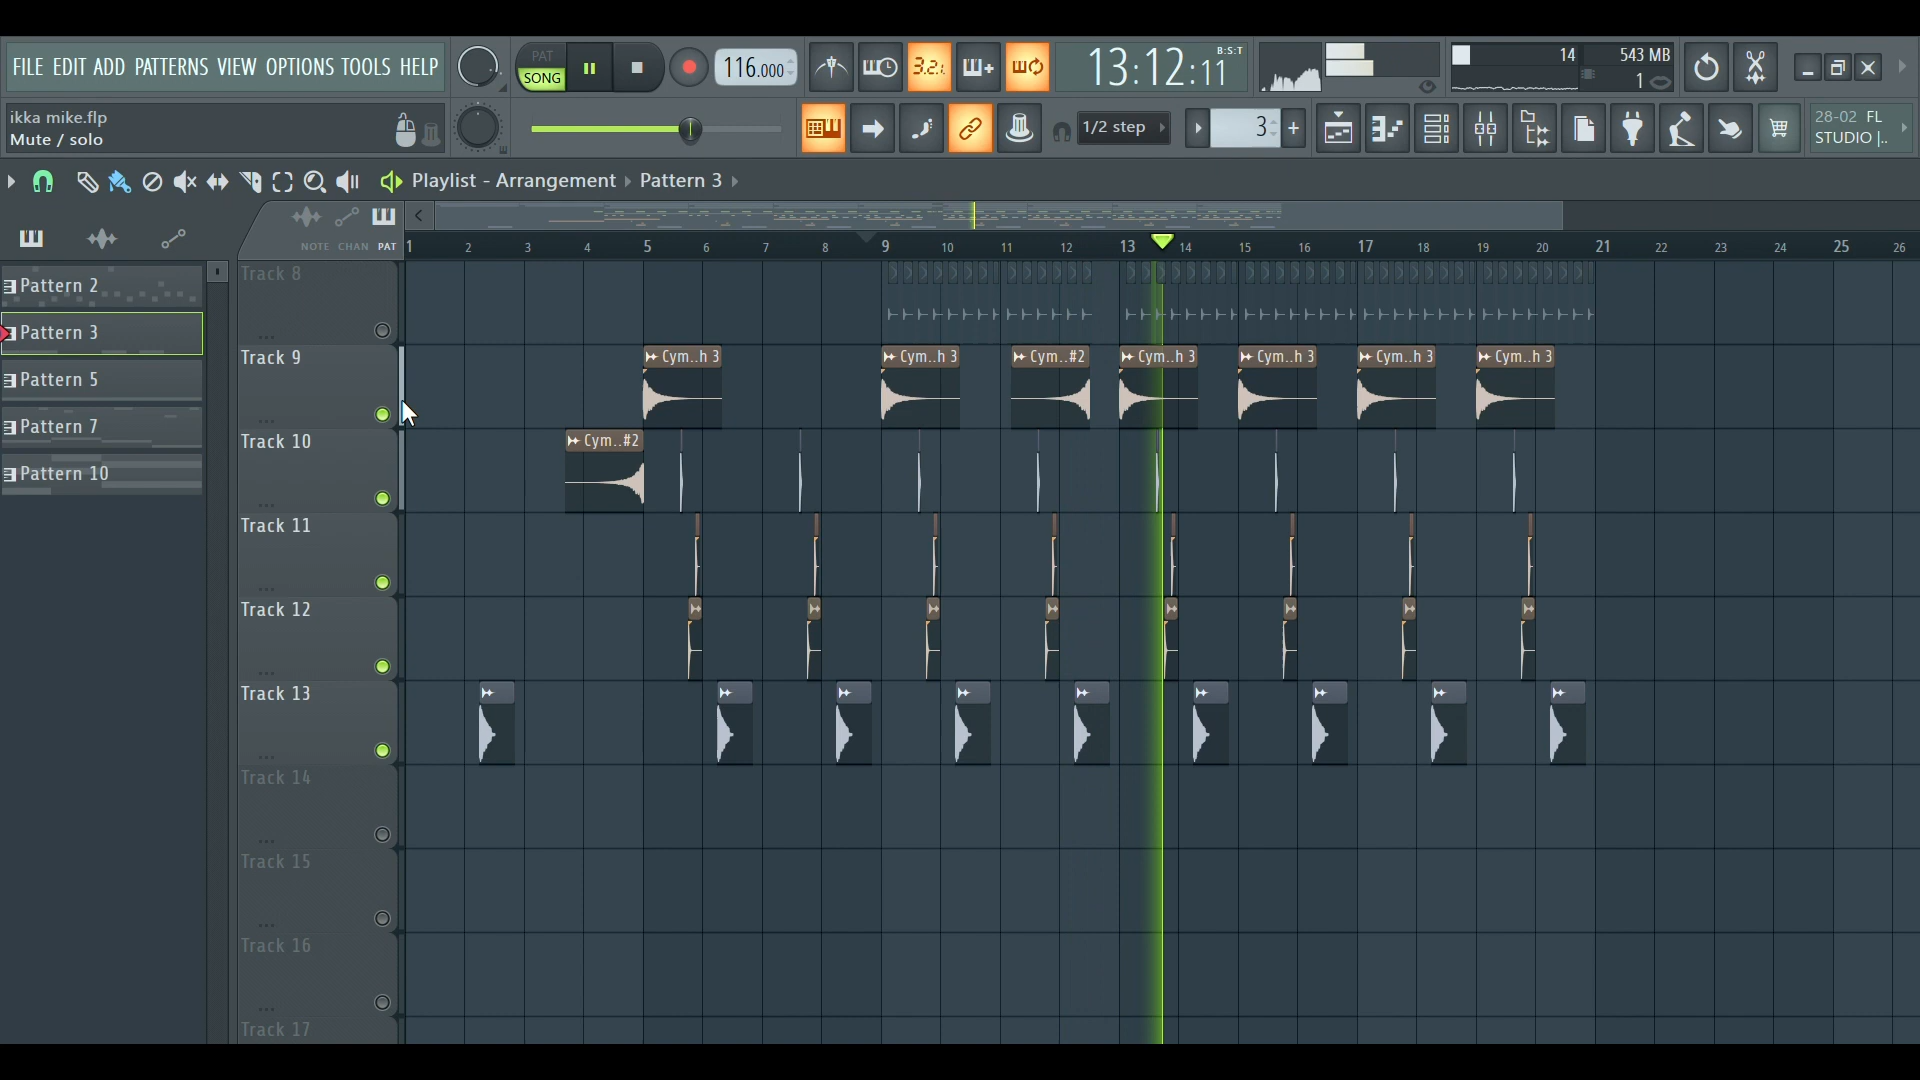 FILE EDIT ADD PATTERNS VIEW OPTIONS TOOLS HELP
PAT
SONG
116.000
3.2.1
13:12:11
B:S:T
14
543 MB
1
ikka mike.flp
Mute / solo
1/2 step
3
28-02 FL
STUDIO |..
Playlist - Arrangement
Pattern 3
NOTE CHAN PAT
1 2 3 4 5 6 7 8 9 10 11 12 13 14 15 16 17 18 19 20 21 22 23 24 25 26
Pattern 2
Pattern 3
Pattern 5
Pattern 7
Pattern 10
Track 8
Track 9
Cym..h 3
Cym..h 3
Cym..#2
Cym..h 3
Cym..h 3
Cym..h 3
Cym..h 3
Track 10
Cym..#2
Track 11
Track 12
Track 13
Track 14
Track 15
Track 16
Track 17